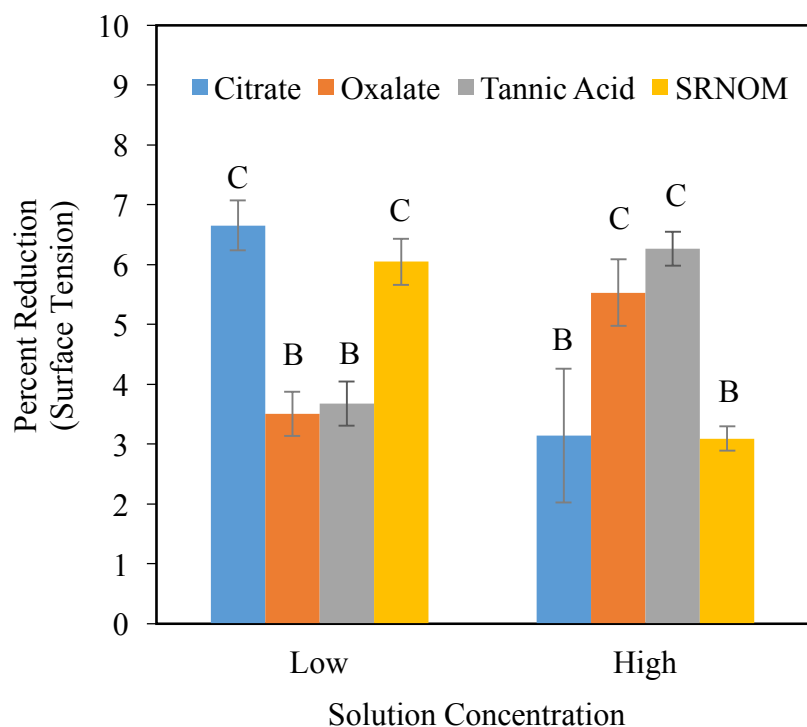 10
9
8
7
6
5
4
3
2
1
0
Percent Reduction
(Surface Tension)
Citrate Oxalate Tannic Acid SRNOM
C B B C
B C C B
Low High
Solution Concentration